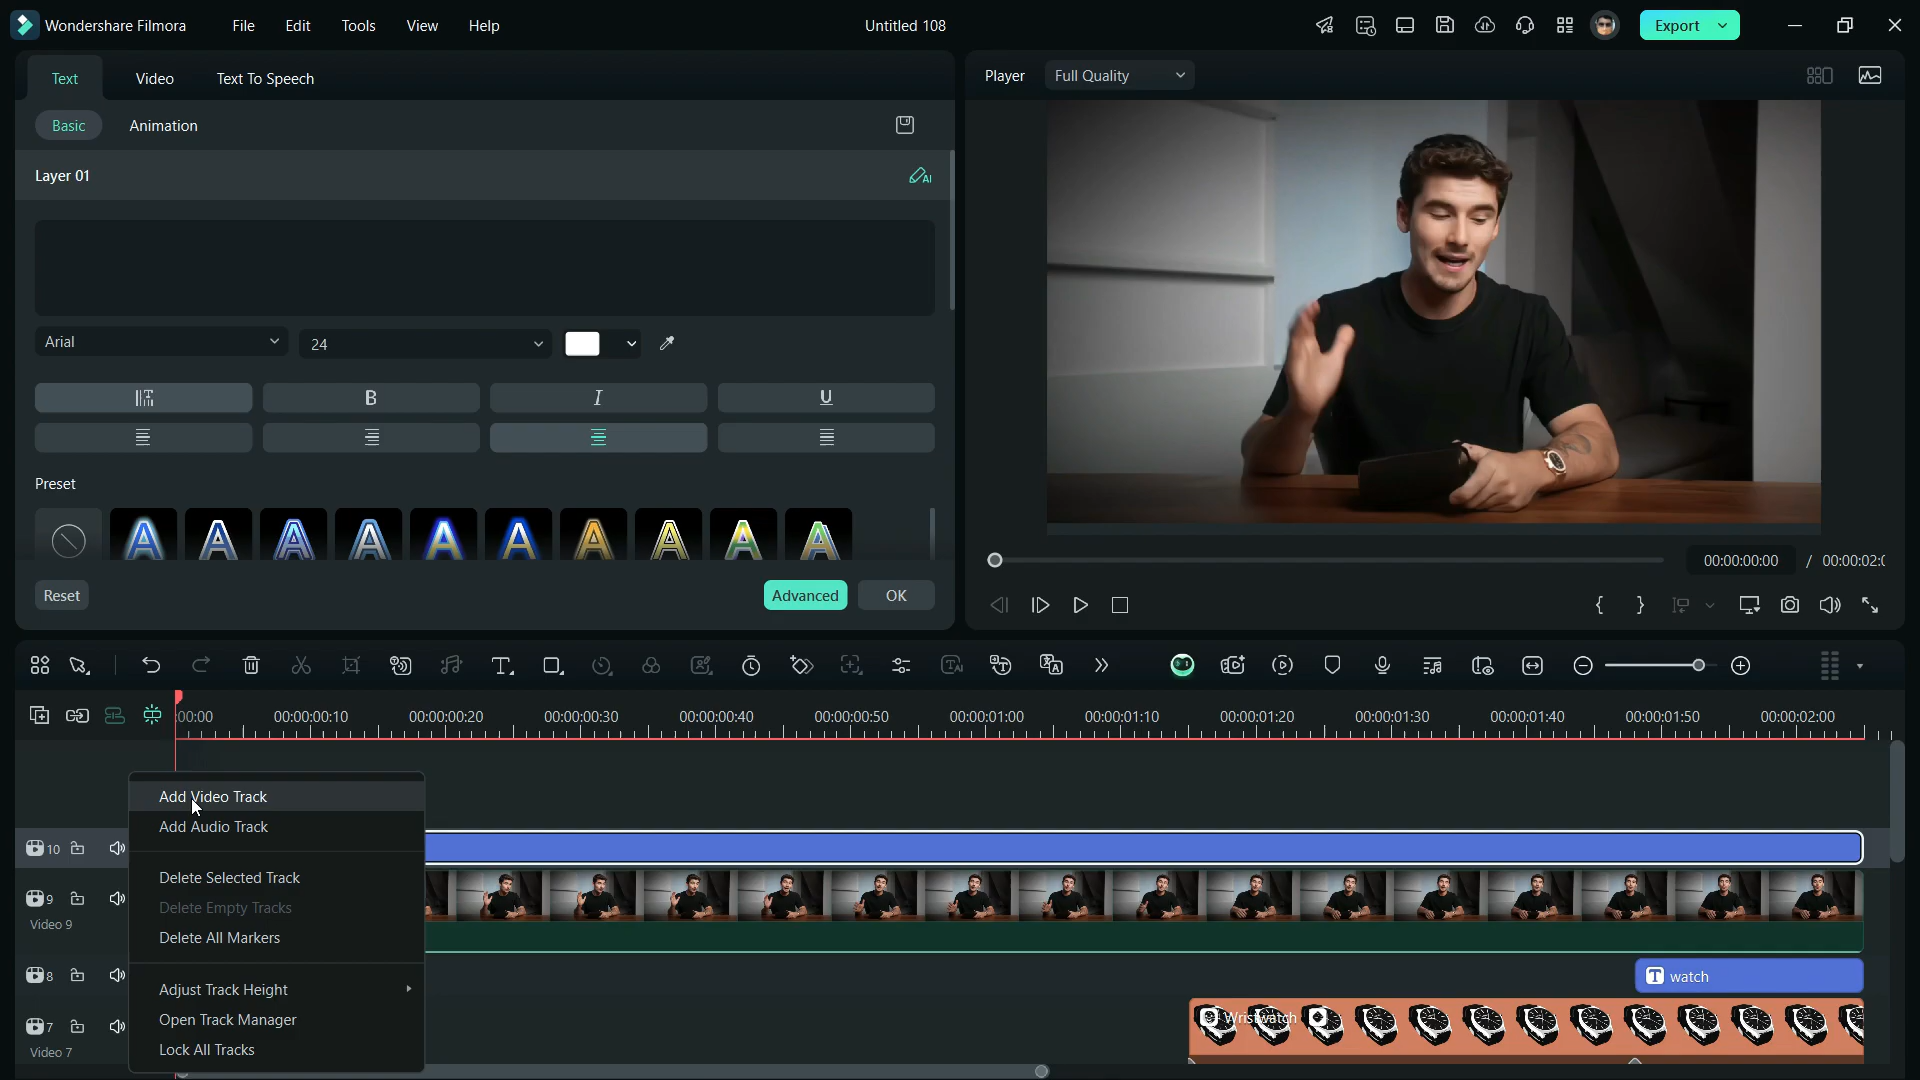 Wondershare Filmora
File
Edit
Tools
View
Help
Untitled 108
Export
Text
Video
Text To Speech
Player
Full Quality
Basic
Animation
Layer 01
AI
Arial
24
B
I
U
Preset
A A A A A A A A A A
Reset
Advanced
OK
00:00:00:00
/ 00:00:02:0
:00:00
00:00:00:10
00:00:00:20
00:00:00:30
00:00:00:40
00:00:00:50
00:00:01:00
00:00:01:10
00:00:01:20
00:00:01:30
00:00:01:40
00:00:01:50
00:00:02:00
Add Video Track
Add Audio Track
Delete Selected Track
Delete Empty Tracks
Delete All Markers
Adjust Track Height
Open Track Manager
Lock All Tracks
10
9
Video 9
8
watch
7
Video 7
Wristwatch